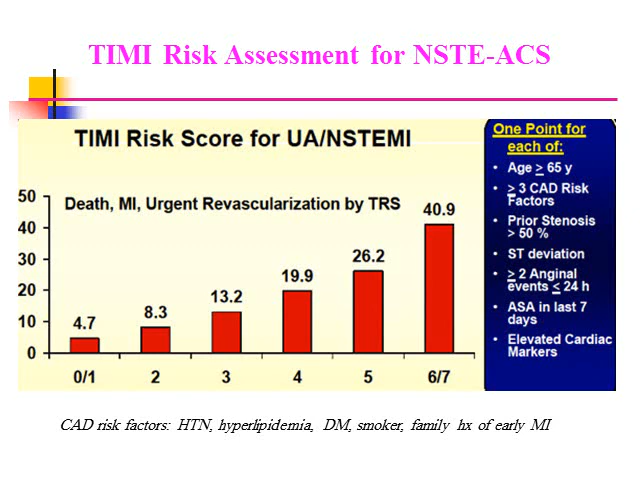 TIMI Risk Assessment for NSTE-ACS
TIMI Risk Score for UA/NSTEMI
Death, MI, Urgent Revascularization by TRS
50
40
30
20
10
0
4.7
8.3
13.2
19.9
26.2
40.9
0/1
2
3
4
5
6/7
One Point for
each of:
• Age ≥ 65 y
• ≥ 3 CAD Risk
Factors
• Prior Stenosis
> 50 %
• ST deviation
• ≥ 2 Anginal
events ≤ 24 h
• ASA in last 7
days
• Elevated Cardiac
Markers
CAD risk factors: HTN, hyperlipidemia, DM, smoker, family hx of early MI